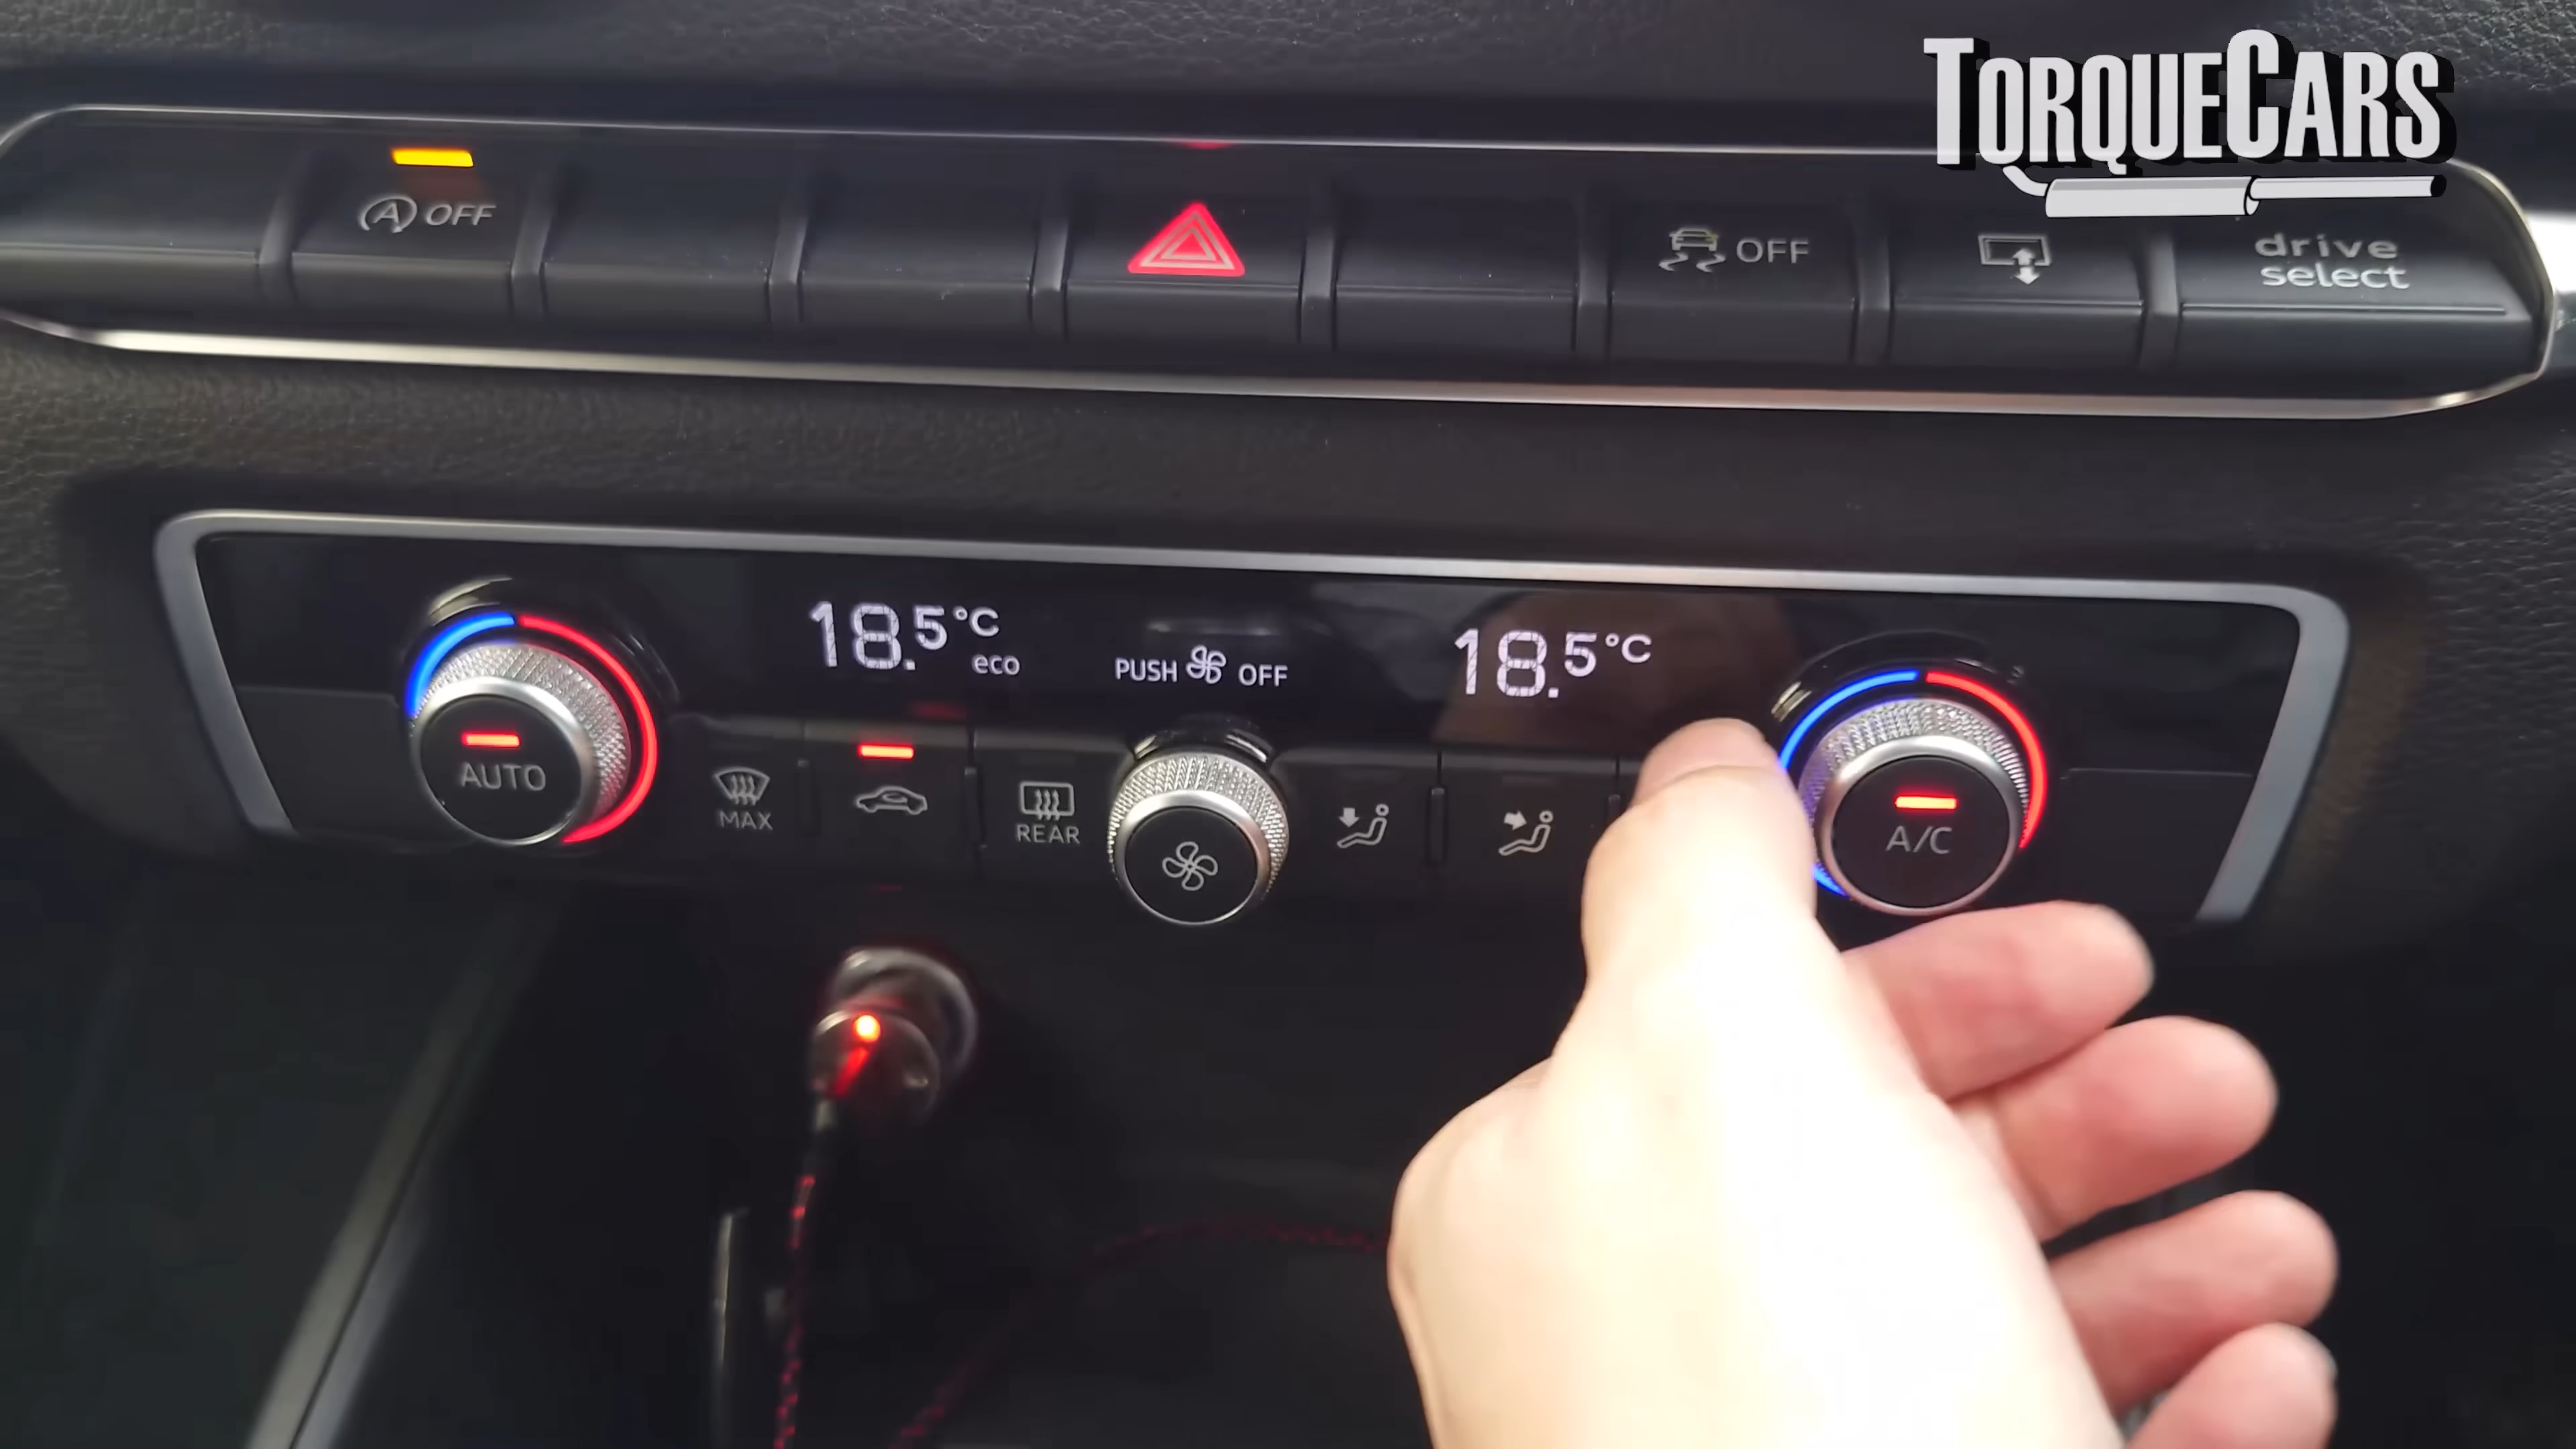 TORQUECARS
A OFF
OFF
drive
select
18.5°C
eco
PUSH OFF
18.5°C
AUTO
MAX
REAR
A/C